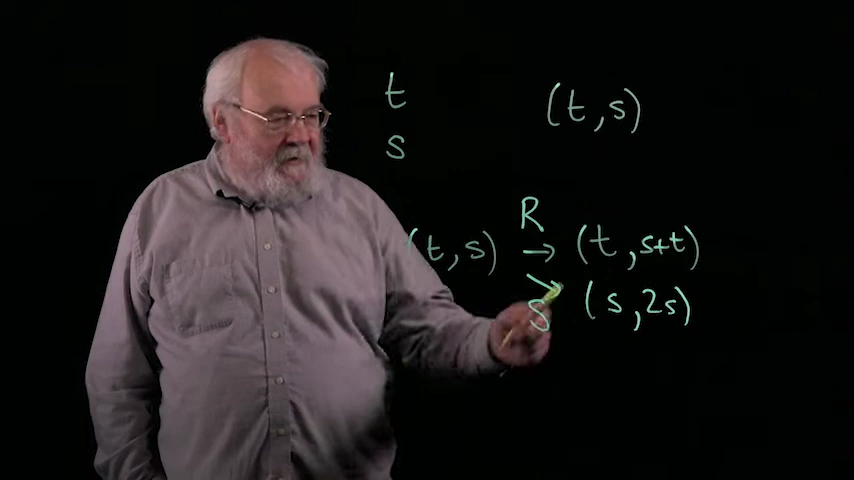 t (t,s)
s
R
(t,s) → (t,s+t)
↘
S (s,2s)